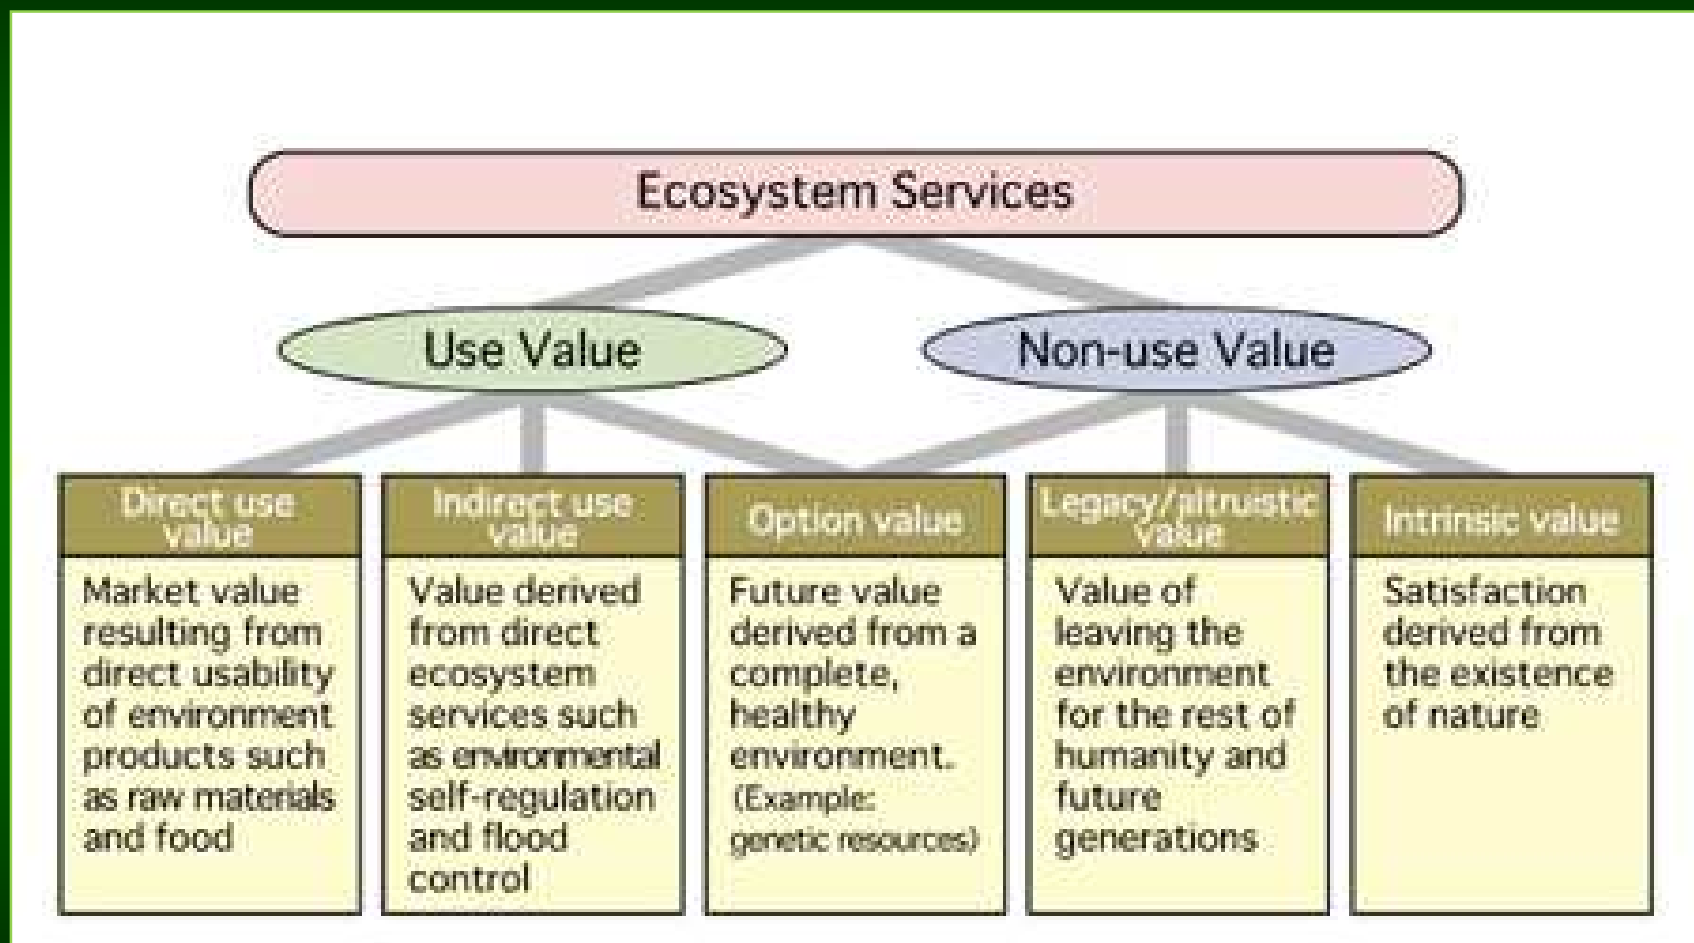 Ecosystem Services
Use Value
Non-use Value
Direct use
value
Market value
resulting from
direct usability
of environment
products such
as raw materials
and food
Indirect use
value
Value derived
from direct
ecosystem
services such
as environmental
self-regulation
and flood
control
Option value
Future value
derived from a
complete,
healthy
environment.
(Example:
genetic resources)
Legacy/altruistic
value
Value of
leaving the
environment
for the rest of
humanity and
future
generations
Intrinsic value
Satisfaction
derived from
the existence
of nature